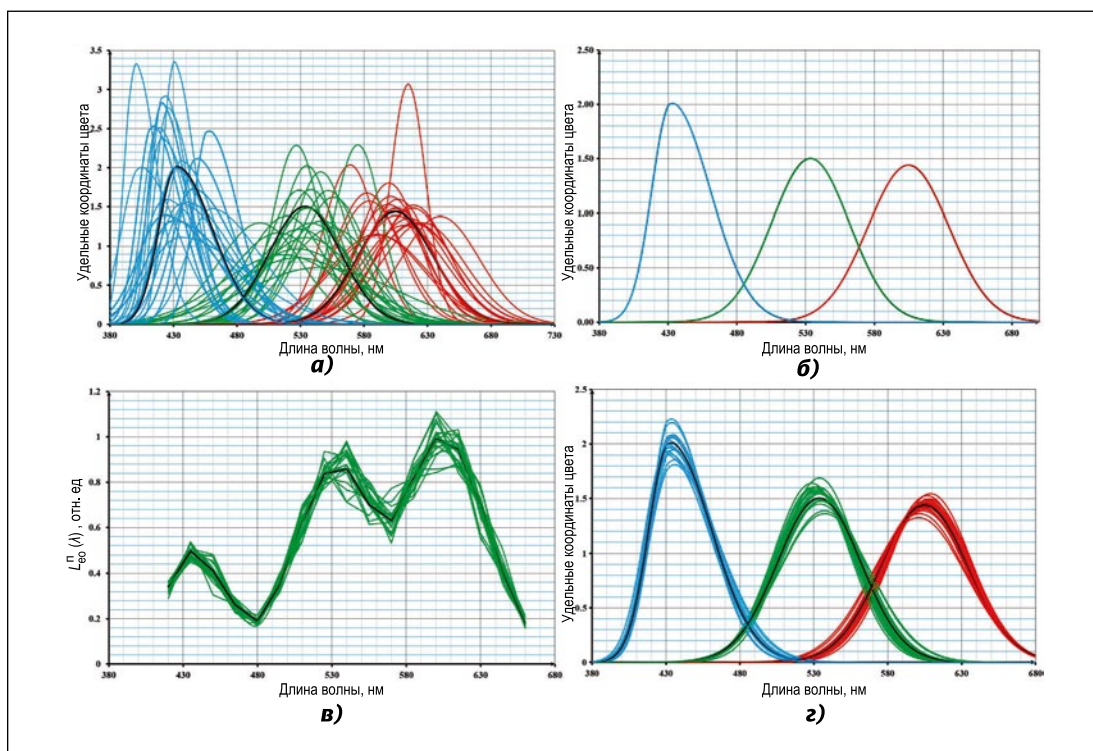 Удельные координаты цвета
3.5
3
2.5
2
1.5
1
0.5
0
380 430 480 530 580 630 680 730
Длина волны, нм
а)
Удельные координаты цвета
2.50
2.00
1.50
1.00
0.50
0.00
380 430 480 530 580 630 680
Длина волны, нм
б)
Lᵖₑₒ (λ) , отн. ед
1.2
1
0.8
0.6
0.4
0.2
0
380 430 480 530 580 630 680
Длина волны, нм
в)
Удельные координаты цвета
2.5
2
1.5
1
0.5
0
380 430 480 530 580 630 680
Длина волны, нм
г)